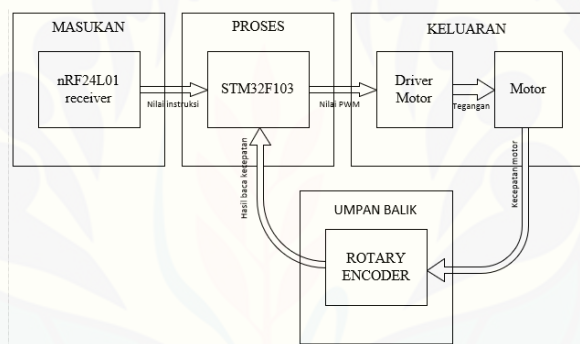 MASUKAN
PROSES
KELUARAN
nRF24L01
receiver
Nilai instruksi
STM32F103
Nilai PWM
Driver
Motor
Tegangan
Motor
Hasil baca kecepatan
Kecepatan motor
UMPAN BALIK
ROTARY
ENCODER